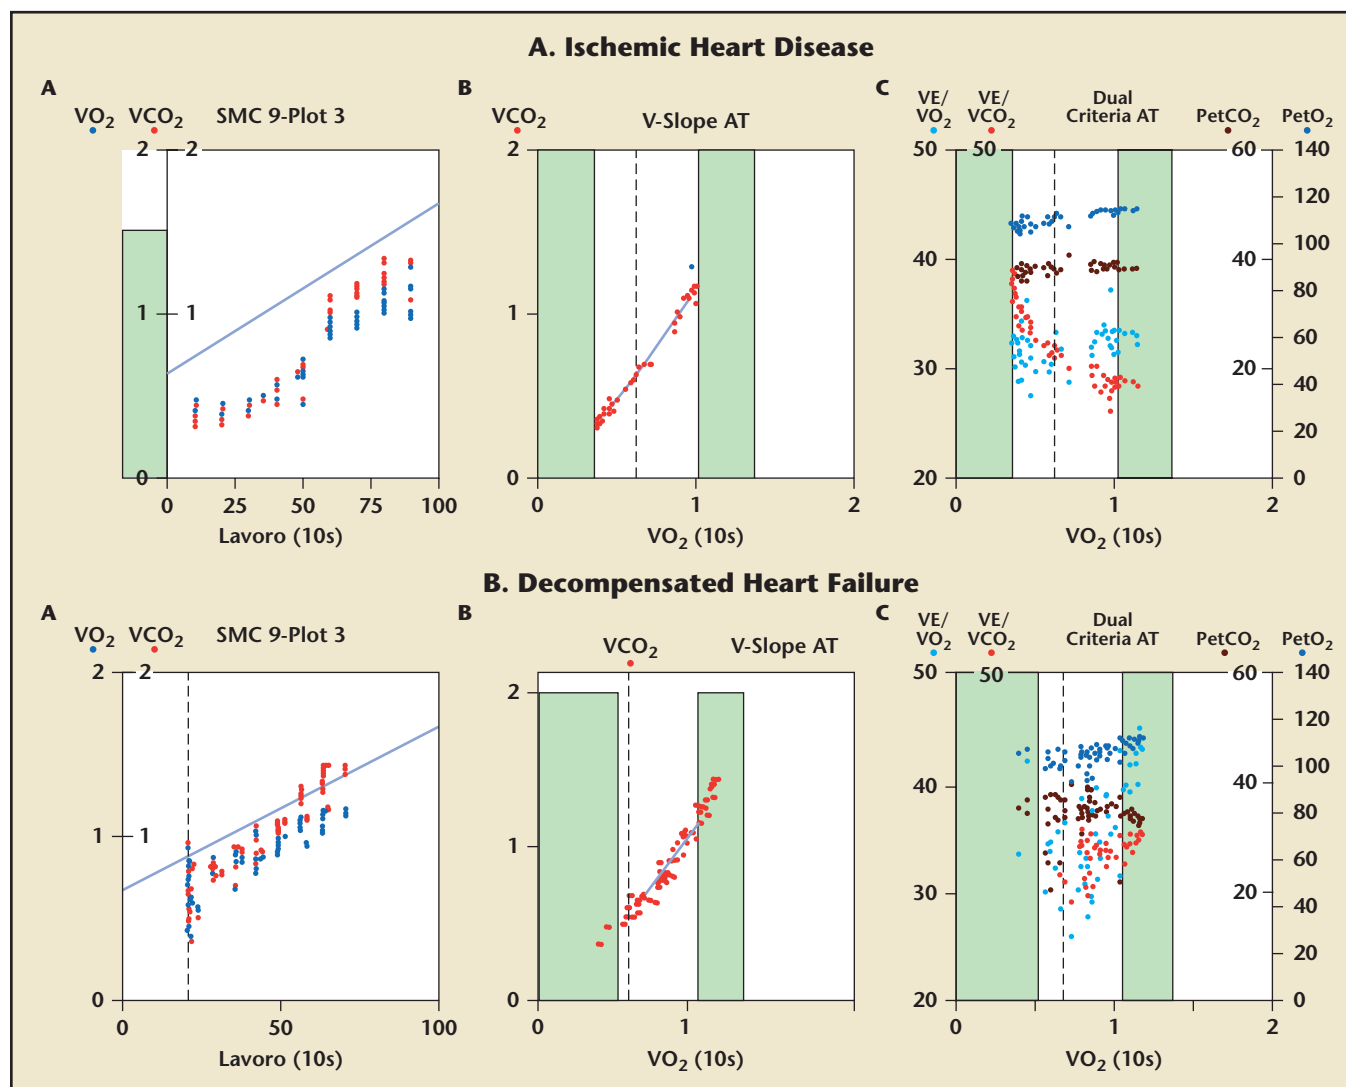 A. Ischemic Heart Disease
A
VO2 VCO2 SMC 9-Plot 3
2 2
1 1
0
0 25 50 75 100
Lavoro (10s)
B
VCO2 V-Slope AT
2
1
0
0 1 2
VO2 (10s)
C
VE/VO2 VE/VCO2 Dual Criteria AT PetCO2 PetO2
50 50 60 140
120
100
40 40
80
60
30 20
40
20
20 0
0 1 2
VO2 (10s)
B. Decompensated Heart Failure
A
VO2 VCO2 SMC 9-Plot 3
2 2
1 1
0
0 50 100
Lavoro (10s)
B
VCO2 V-Slope AT
2
1
0
0 1
VO2 (10s)
C
VE/VO2 VE/VCO2 Dual Criteria AT PetCO2 PetO2
50 50 60 140
120
100
40 40
80
60
30 20
40
20
20 0
0 1 2
VO2 (10s)